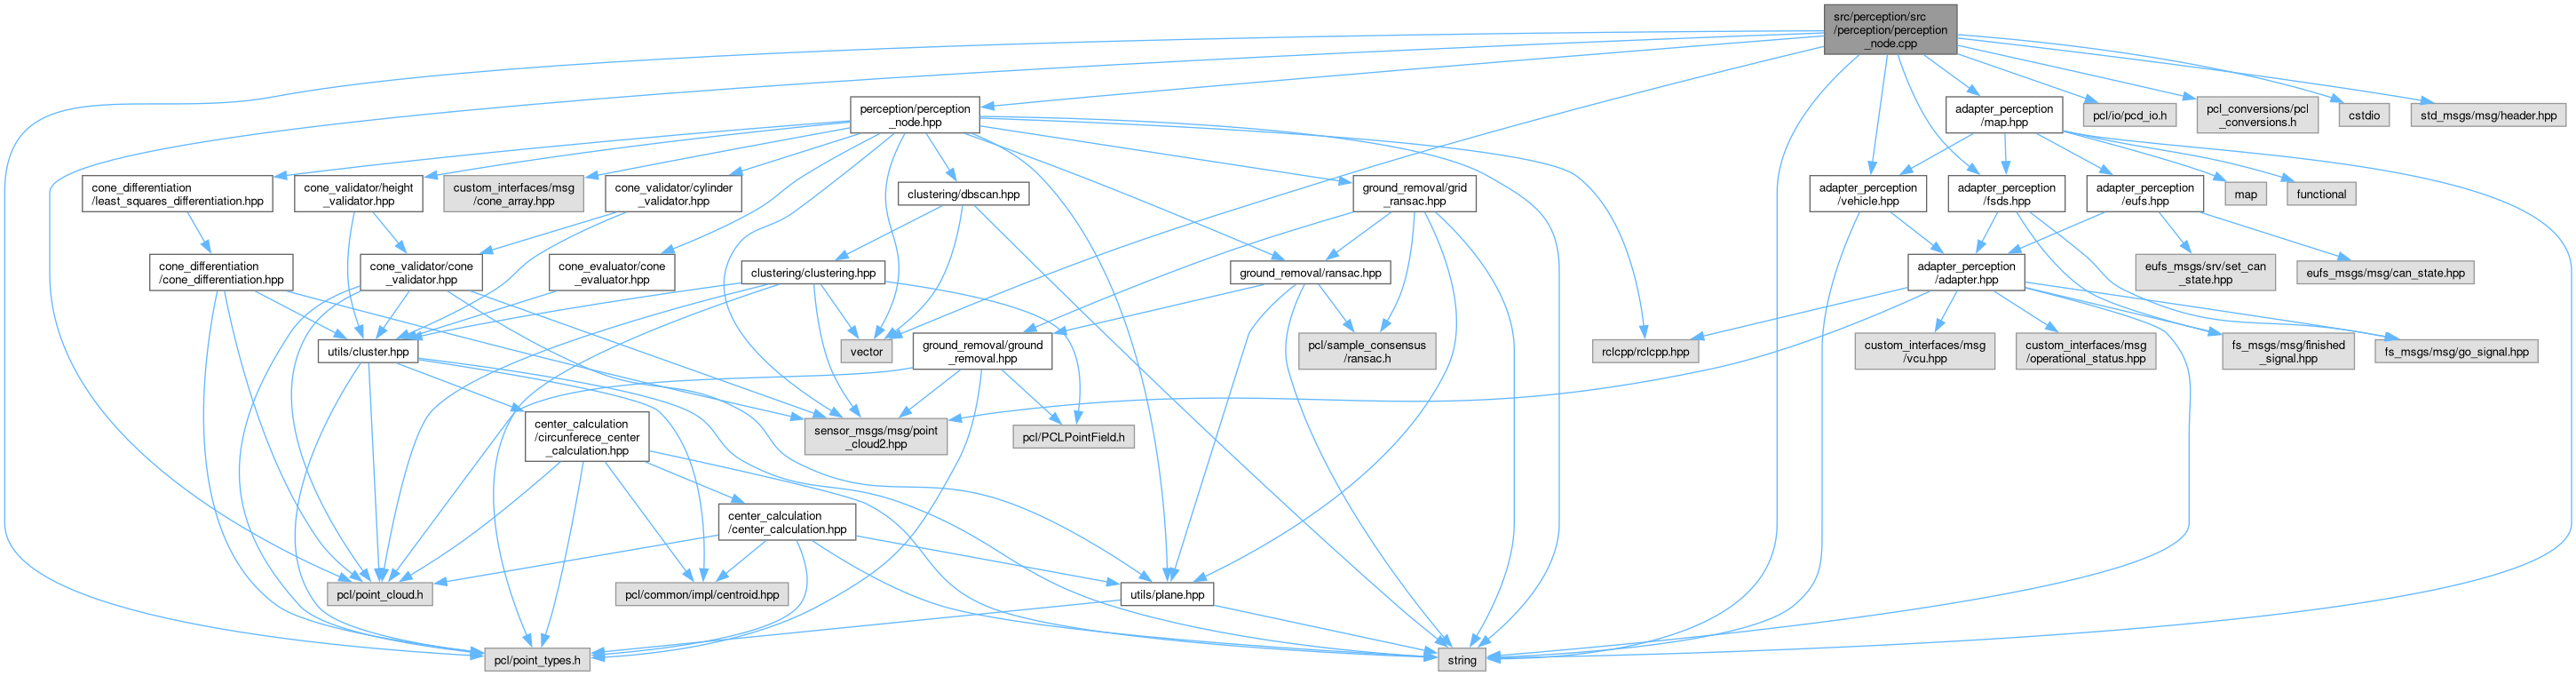 src/perception/src
/perception/perception
_node.cpp
perception/perception
_node.hpp
adapter_perception
/map.hpp
pcl/io/pcd_io.h
pcl_conversions/pcl
_conversions.h
cstdio
std_msgs/msg/header.hpp
cone_differentiation
/least_squares_differentiation.hpp
cone_validator/height
_validator.hpp
custom_interfaces/msg
/cone_array.hpp
cone_validator/cylinder
_validator.hpp
clustering/dbscan.hpp
ground_removal/grid
_ransac.hpp
adapter_perception
/vehicle.hpp
adapter_perception
/fsds.hpp
adapter_perception
/eufs.hpp
map
functional
cone_differentiation
/cone_differentiation.hpp
cone_validator/cone
_validator.hpp
cone_evaluator/cone
_evaluator.hpp
clustering/clustering.hpp
ground_removal/ransac.hpp
adapter_perception
/adapter.hpp
eufs_msgs/srv/set_can
_state.hpp
eufs_msgs/msg/can_state.hpp
utils/cluster.hpp
vector
ground_removal/ground
_removal.hpp
pcl/sample_consensus
/ransac.h
rclcpp/rclcpp.hpp
custom_interfaces/msg
/vcu.hpp
custom_interfaces/msg
/operational_status.hpp
fs_msgs/msg/finished
_signal.hpp
fs_msgs/msg/go_signal.hpp
center_calculation
/circunferece_center
_calculation.hpp
sensor_msgs/msg/point
_cloud2.hpp
pcl/PCLPointField.h
center_calculation
/center_calculation.hpp
pcl/point_cloud.h
pcl/common/impl/centroid.hpp
utils/plane.hpp
pcl/point_types.h
string